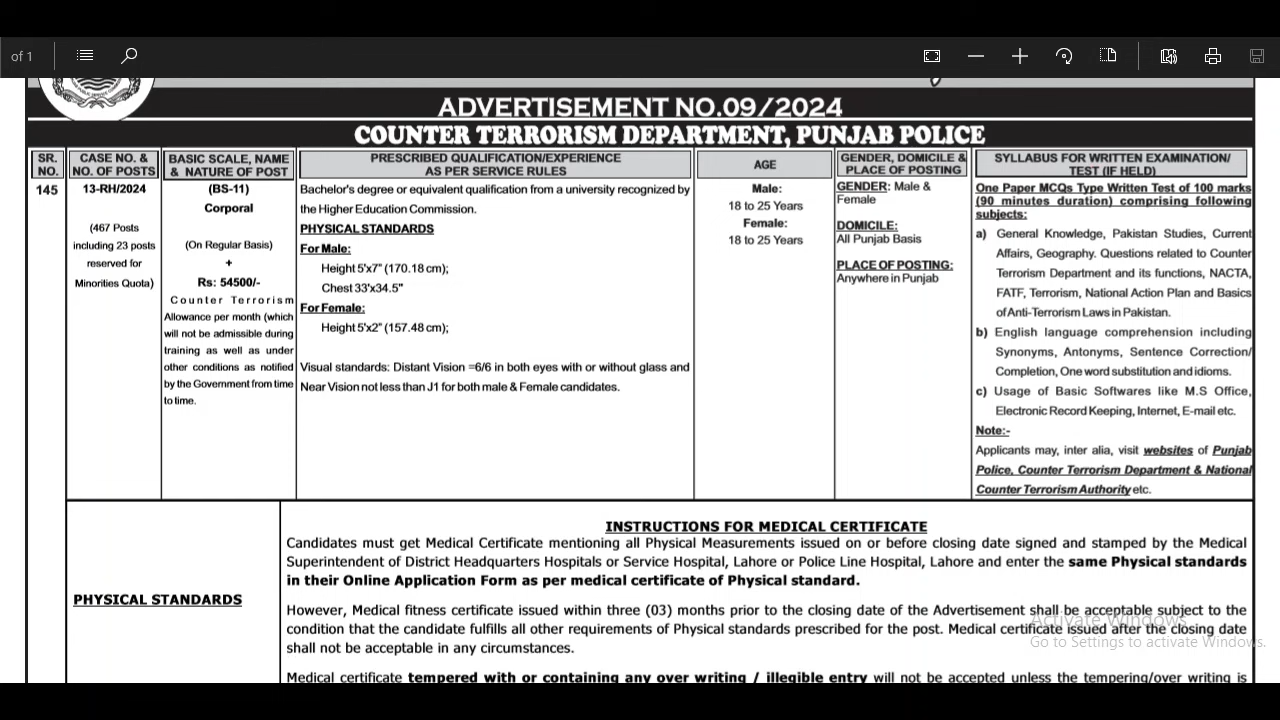 of 1
ADVERTISEMENT NO.09/2024
COUNTER TERRORISM DEPARTMENT, PUNJAB POLICE
SR. NO.
CASE NO. & NO. OF POSTS
BASIC SCALE, NAME & NATURE OF POST
PRESCRIBED QUALIFICATION/EXPERIENCE AS PER SERVICE RULES
AGE
GENDER, DOMICILE & PLACE OF POSTING
SYLLABUS FOR WRITTEN EXAMINATION/ TEST (IF HELD)
145
13-RH/2024
(467 Posts
including 23 posts
reserved for
Minorities Quota)
(BS-11)
Corporal
(On Regular Basis)
+
Rs: 54500/-
Counter Terrorism
Allowance per month (which
will not be admissible during
training as well as under
other conditions as notified
by the Government from time
to time.
Bachelor's degree or equivalent qualification from a university recognized by
the Higher Education Commission.
PHYSICAL STANDARDS
For Male:
Height 5'x7" (170.18 cm);
Chest 33'x34.5"
For Female:
Height 5'x2" (157.48 cm);
Visual standards: Distant Vision =6/6 in both eyes with or without glass and
Near Vision not less than J1 for both male & Female candidates.
Male:
18 to 25 Years
Female:
18 to 25 Years
GENDER: Male &
Female
DOMICILE:
All Punjab Basis
PLACE OF POSTING:
Anywhere in Punjab
One Paper MCQs Type Written Test of 100 marks
(90 minutes duration) comprising following
subjects:
a) General Knowledge, Pakistan Studies, Current
Affairs, Geography. Questions related to Counter
Terrorism Department and its functions, NACTA,
FATF, Terrorism, National Action Plan and Basics
of Anti-Terrorism Laws in Pakistan.
b) English language comprehension including
Synonyms, Antonyms, Sentence Correction/
Completion, One word substitution and idioms.
c) Usage of Basic Softwares like M.S Office,
Electronic Record Keeping, Internet, E-mail etc.
Note:-
Applicants may, inter alia, visit websites of Punjab
Police, Counter Terrorism Department & National
Counter Terrorism Authority etc.
PHYSICAL STANDARDS
INSTRUCTIONS FOR MEDICAL CERTIFICATE
Candidates must get Medical Certificate mentioning all Physical Measurements issued on or before closing date signed and stamped by the Medical
Superintendent of District Headquarters Hospitals or Service Hospital, Lahore or Police Line Hospital, Lahore and enter the same Physical standards
in their Online Application Form as per medical certificate of Physical standard.
However, Medical fitness certificate issued within three (03) months prior to the closing date of the Advertisement shall be acceptable subject to the
condition that the candidate fulfills all other requirements of Physical standards prescribed for the post. Medical certificate issued after the closing date
shall not be acceptable in any circumstances.
Medical certificate tempered with or containing any over writing / illegible entry will not be accepted unless the tempering/over writing is
Activate Windows
Go to Settings to activate Windows.